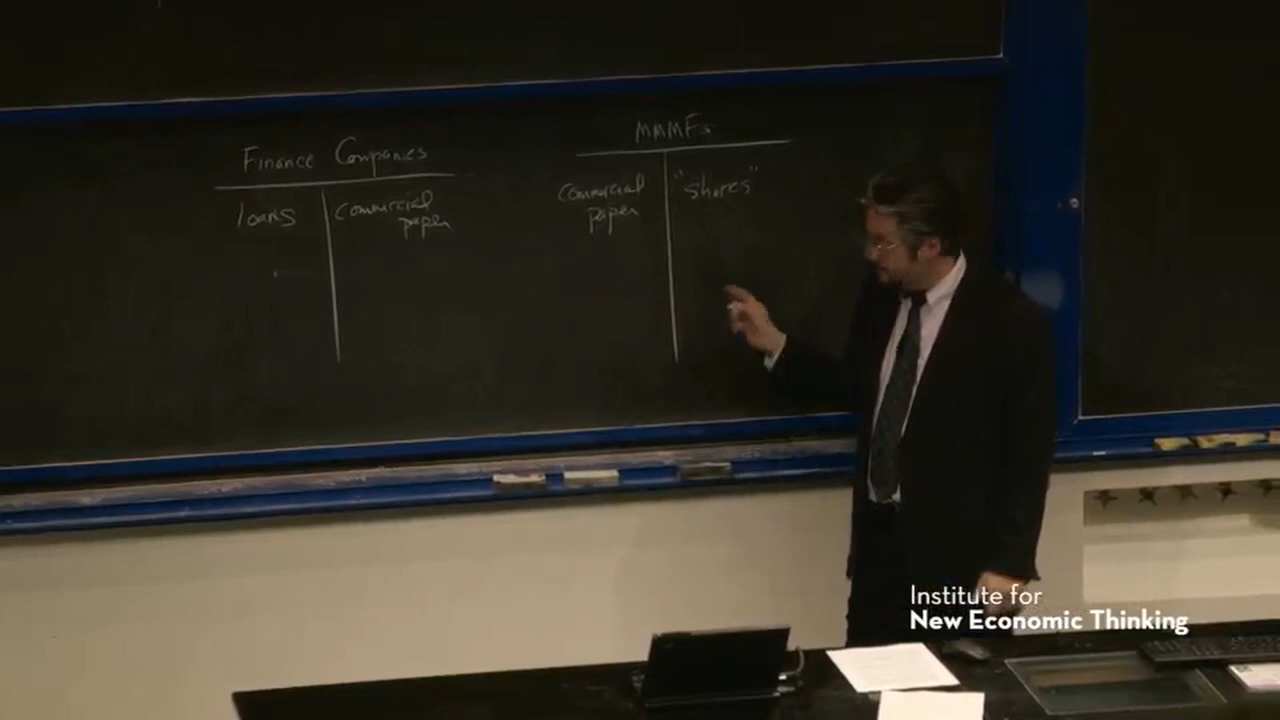 Finance Companies
loans
commercial
paper
MMMFs
commercial
paper
"shares"
Institute for
New Economic Thinking